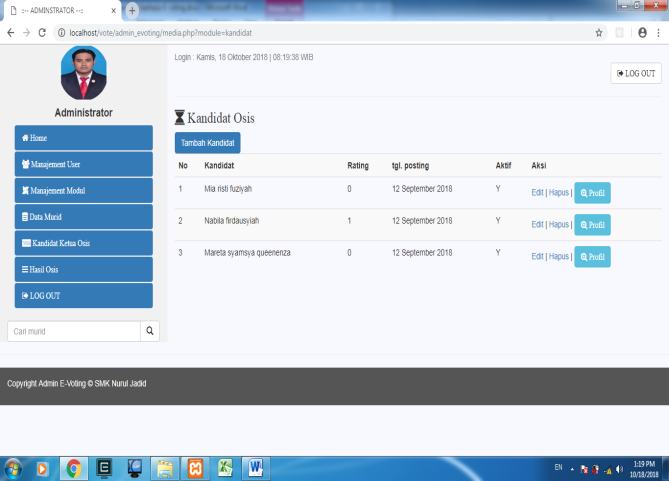 ::-- ADMINSTRATOR --::
localhost/vote/admin_evoting/media.php?module=kandidat
Login : Kamis, 18 Oktober 2018 | 08:19:38 WIB
LOG OUT
Administrator
Home
Manajement User
Manajement Modul
Data Murid
Kandidat Ketua Osis
Hasil Osis
LOG OUT
Cari murid
Kandidat Osis
Tambah Kandidat
No Kandidat Rating tgl. posting Aktif Aksi
1 Mia risti fuziyah 0 12 September 2018 Y Edit | Hapus | Profil
2 Nabila firdausyiah 1 12 September 2018 Y Edit | Hapus | Profil
3 Mareta syamsya queenenza 0 12 September 2018 Y Edit | Hapus | Profil
Copyright Admin E-Voting © SMK Nurul Jadid
EN
1:19 PM
10/18/2018